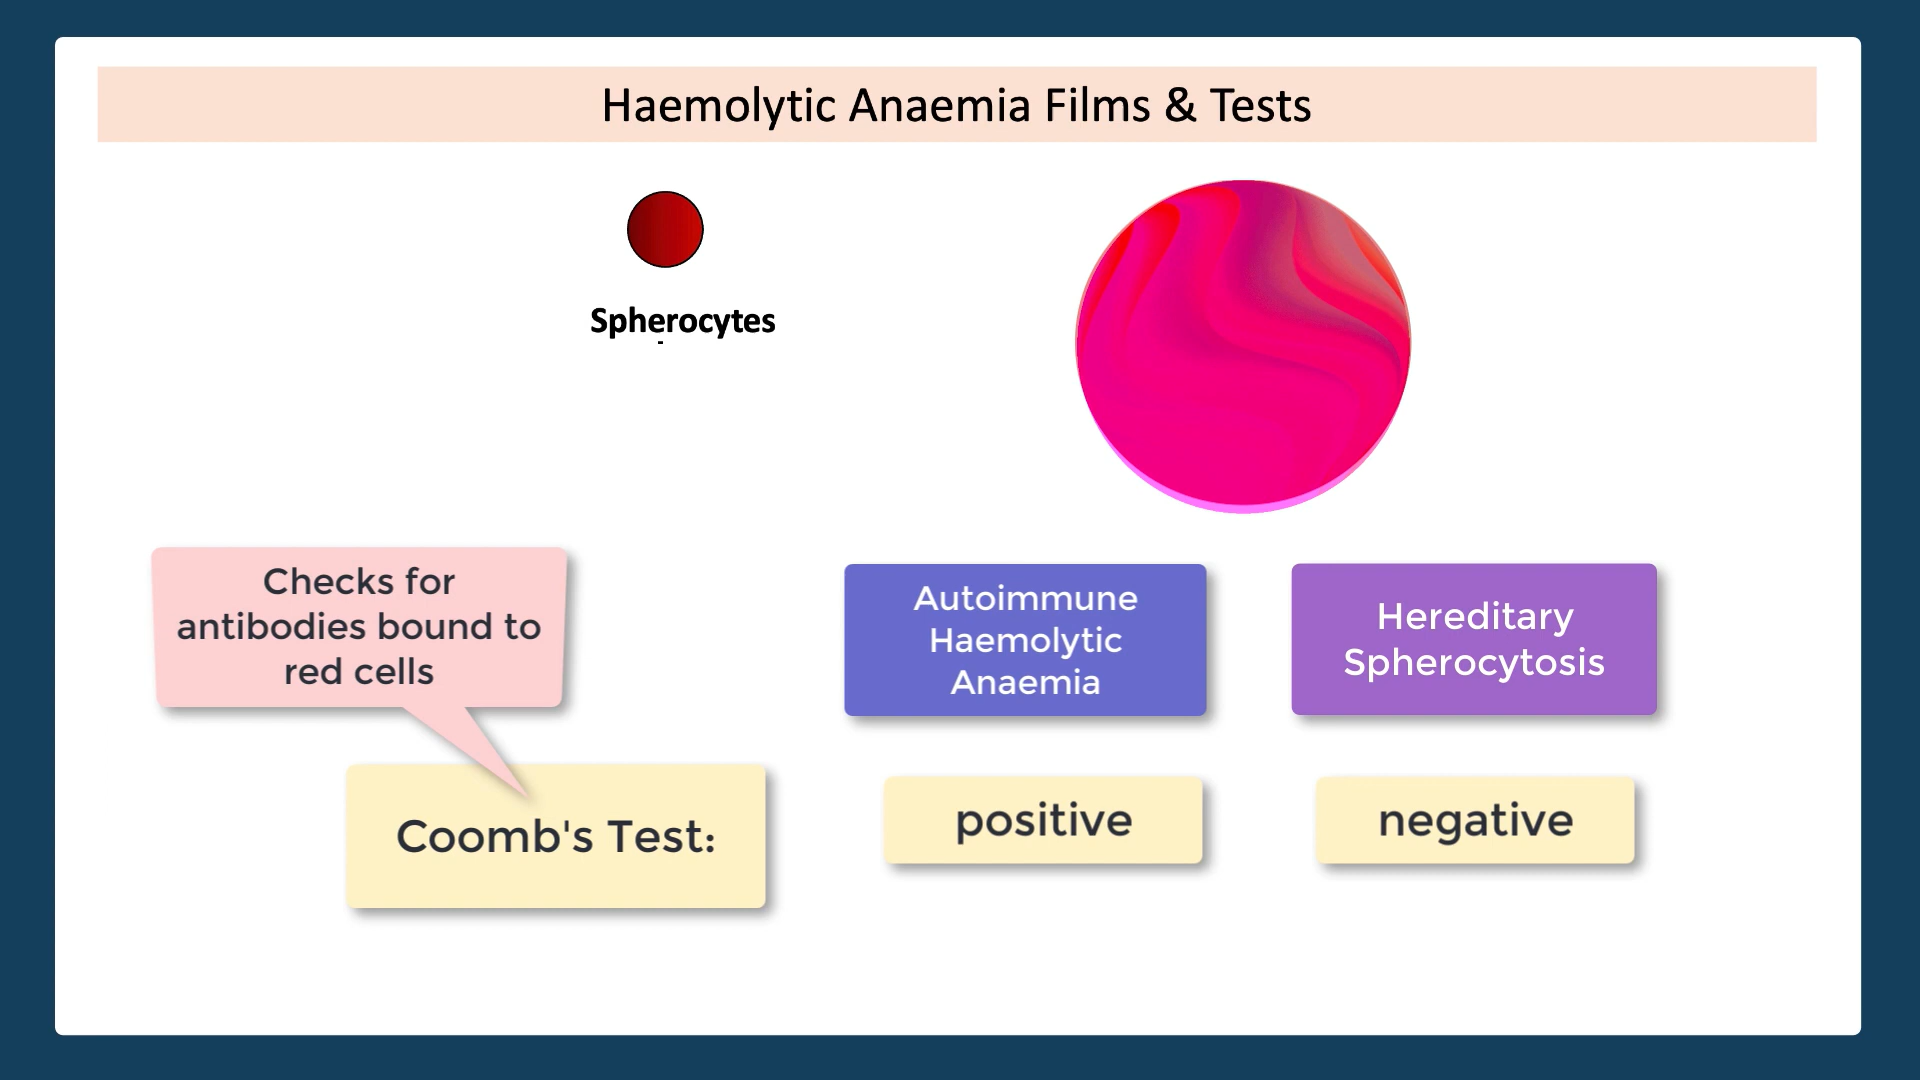 Haemolytic Anaemia Films & Tests
Spherocytes
Checks for
antibodies bound to
red cells
Autoimmune
Haemolytic
Anaemia
Hereditary
Spherocytosis
Coomb's Test:
positive
negative